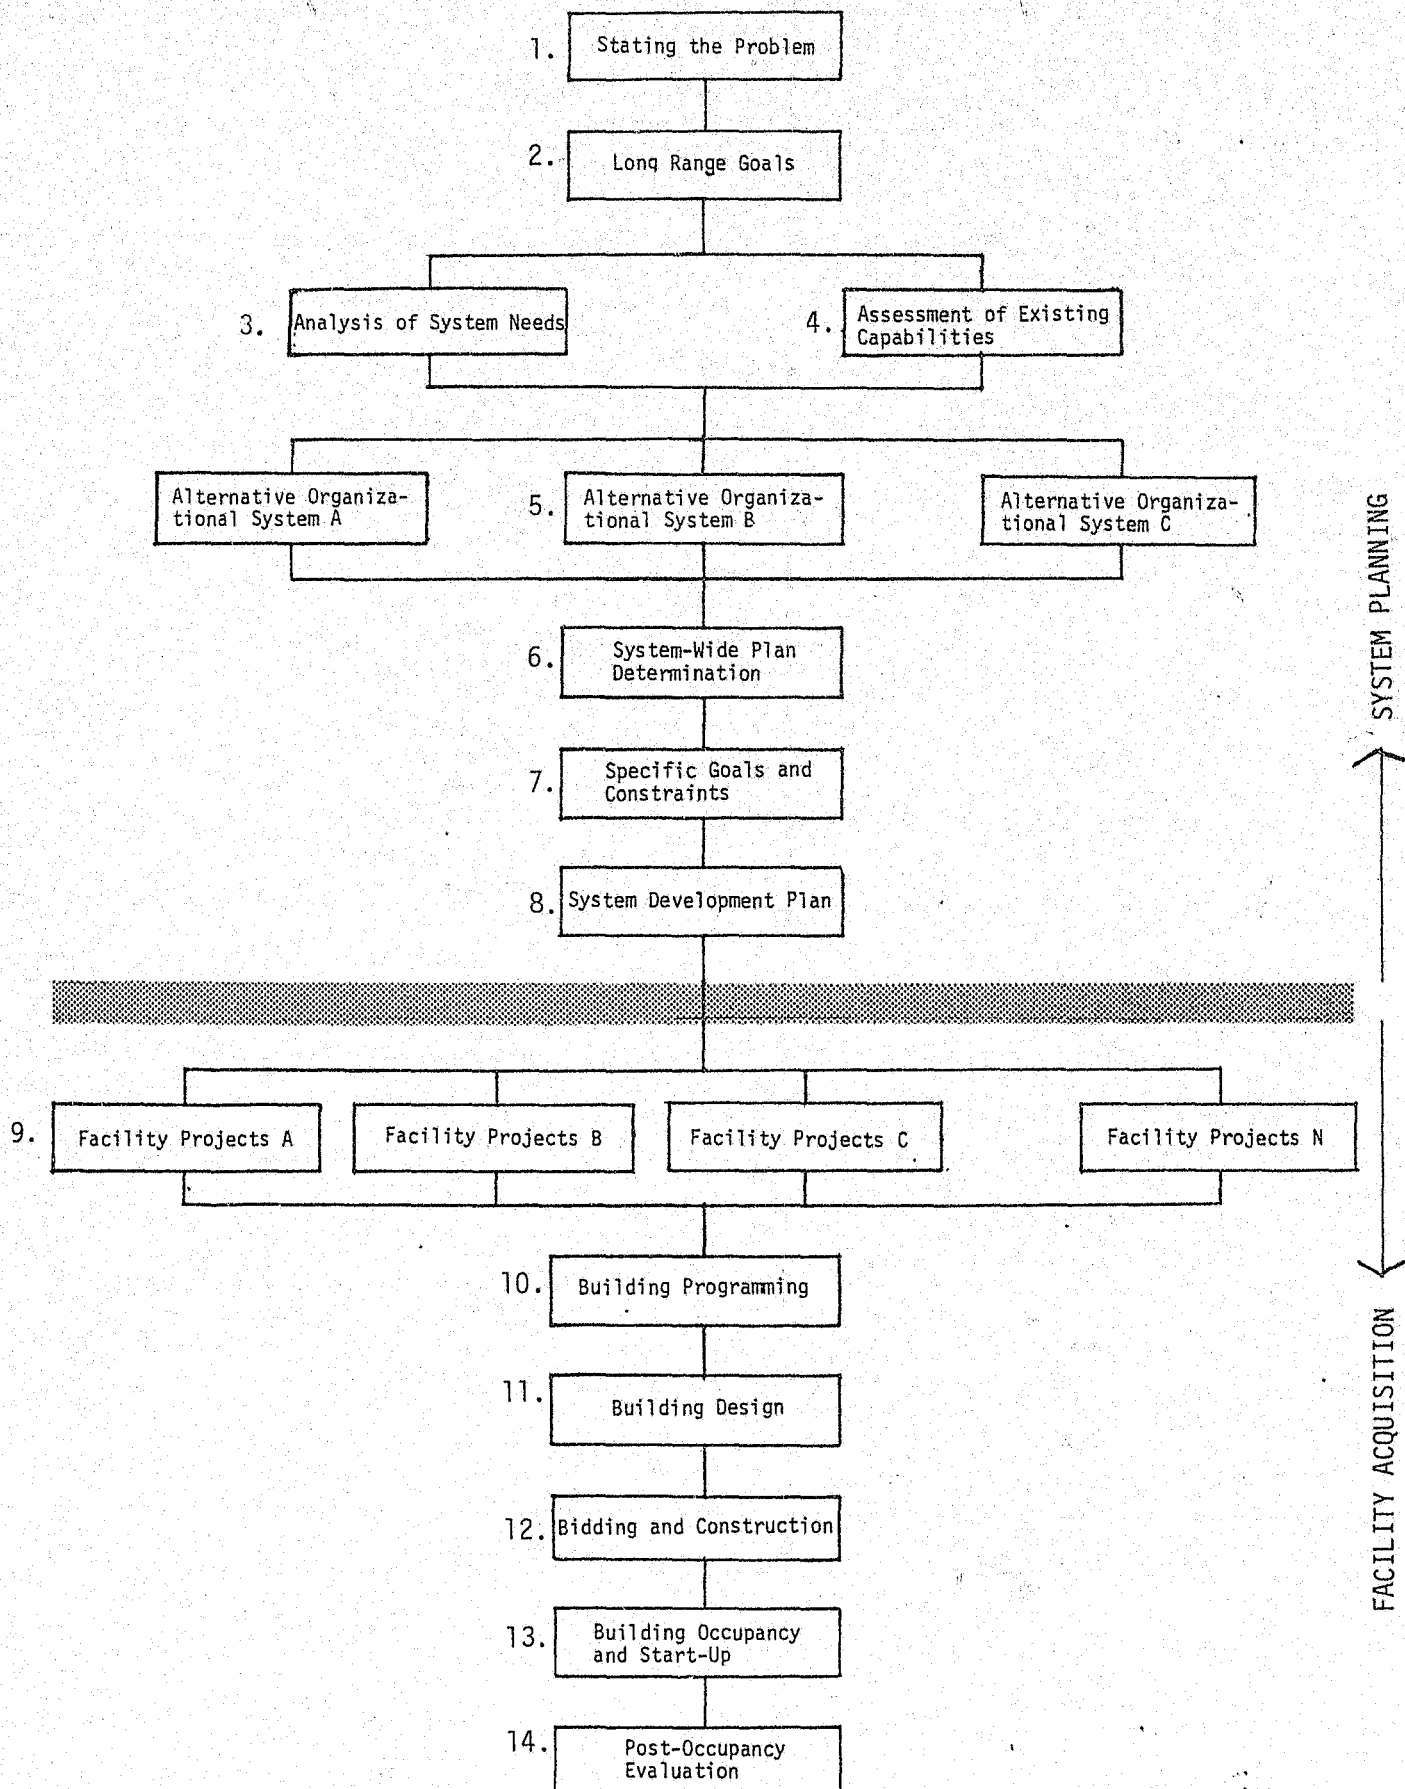 1. Stating the Problem
2. Long Range Goals
3. Analysis of System Needs
4. Assessment of Existing
Capabilities
Alternative Organiza-
tional System A
5. Alternative Organiza-
tional System B
Alternative Organiza-
tional System C
6. System-Wide Plan
Determination
7. Specific Goals and
Constraints
8. System Development Plan
SYSTEM PLANNING
9. Facility Projects A
Facility Projects B
Facility Projects C
Facility Projects N
10. Building Programming
11. Building Design
12. Bidding and Construction
13. Building Occupancy
and Start-Up
14. Post-Occupancy
Evaluation
FACILITY ACQUISITION